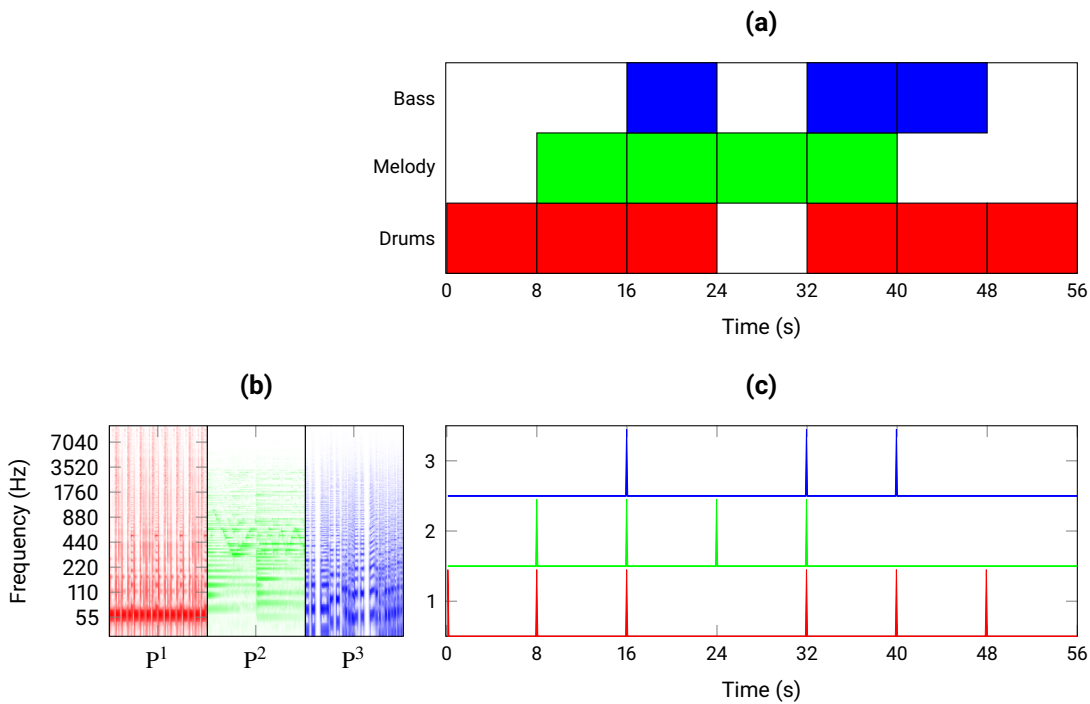 (a)
Bass
Melody
Drums
0 8 16 24 32 40 48 56
Time (s)
(b)
Frequency (Hz)
7040
3520
1760
880
440
220
110
55
P¹ P² P³
(c)
3
2
1
0 8 16 24 32 40 48 56
Time (s)